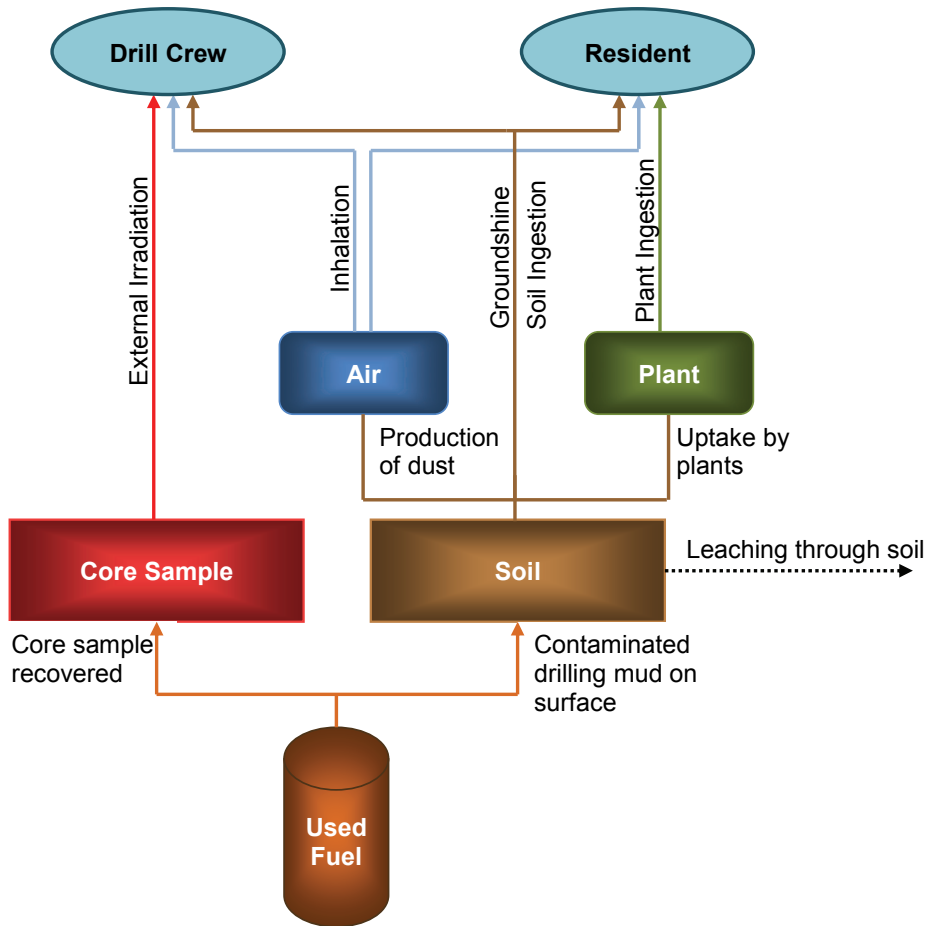 Drill Crew
Resident
External Irradiation
Inhalation
Groundshine
Soil Ingestion
Plant Ingestion
Air
Plant
Production
of dust
Uptake by
plants
Core Sample
Soil
Leaching through soil
Core sample
recovered
Contaminated
drilling mud on
surface
Used
Fuel